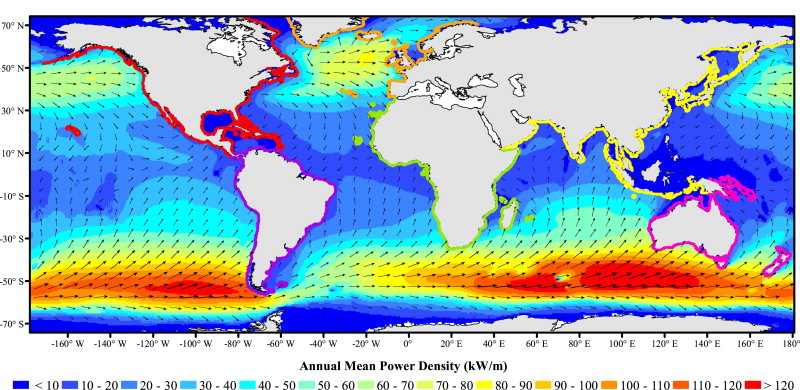 70° N 70° N
50° N 50° N
30° N 30° N
10° N 10° N
-10° S -10° S
-30° S -30° S
-50° S -50° S
-70° S -70° S
-160° W -140° W -120° W -100° W -80° W -60° W -40° W -20° W 0° 20° E 40° E 60° E 80° E 100° E 120° E 140° E 160° E 180° E
Annual Mean Power Density (kW/m)
< 10 10 - 20 20 - 30 30 - 40 40 - 50 50 - 60 60 - 70 70 - 80 80 - 90 90 - 100 100 - 110 110 - 120 > 120